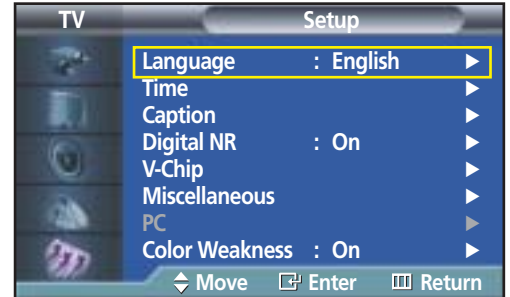 TV Setup
Language : English
Time
Caption
Digital NR : On
V-Chip
Miscellaneous
PC
Color Weakness : On
Move Enter Return